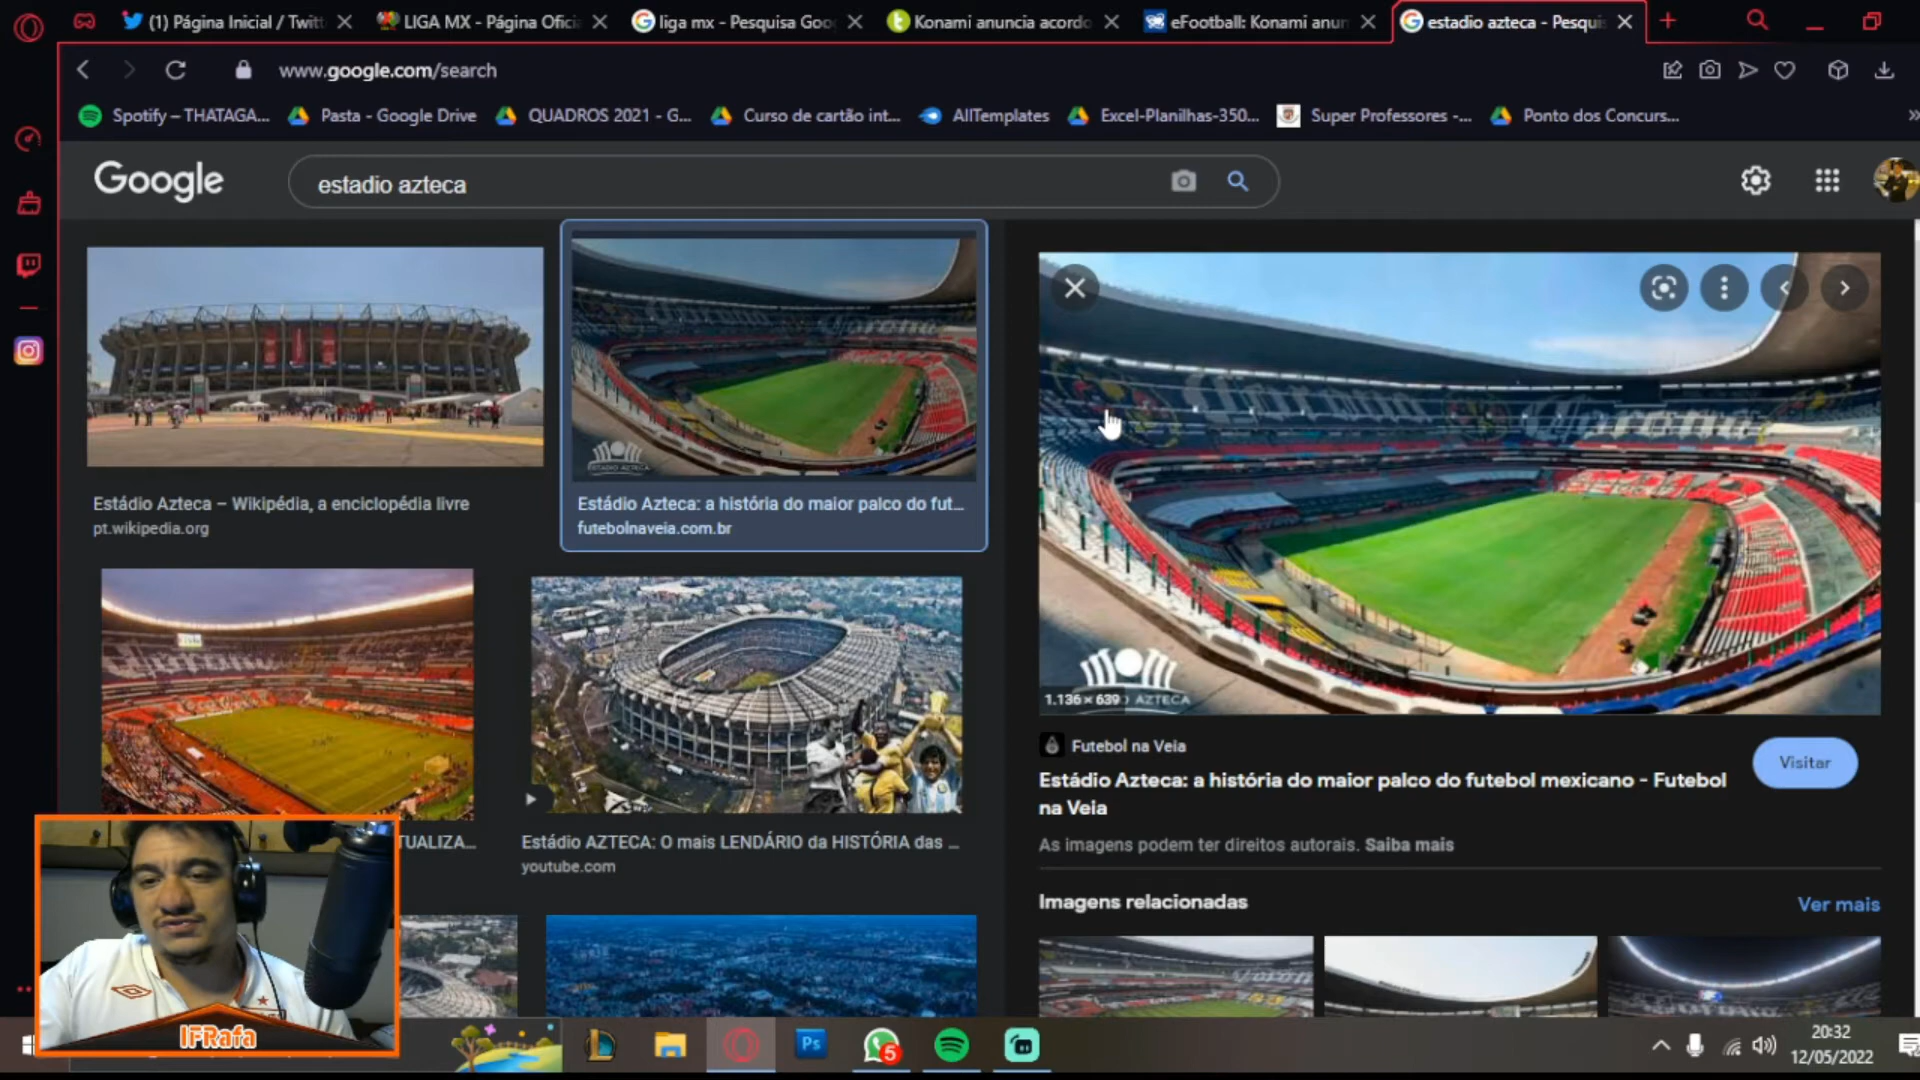 (1) Página Inicial / Twitt
LIGA MX - Página Ofici
liga mx - Pesquisa Goo
Konami anuncia acordo
eFootball: Konami anun
estadio azteca - Pesqui
www.google.com/search
Spotify – THATAGA...
Pasta - Google Drive
QUADROS 2021 - G...
Curso de cartão int...
AllTemplates
Excel-Planilhas-350...
Super Professores -...
Ponto dos Concurs...
Google
estadio azteca
Corona
Corona
ESTADIO AZTECA
1.136 × 639
AZTECA
Estádio Azteca – Wikipédia, a enciclopédia livre
pt.wikipedia.org
Estádio Azteca: a história do maior palco do fut...
futebolnaveia.com.br
Futebol na Veia
Visitar
Estádio Azteca: a história do maior palco do futebol mexicano - Futebol
na Veia
As imagens podem ter direitos autorais. Saiba mais
TUALIZA...
Estádio AZTECA: O mais LENDÁRIO da HISTÓRIA das ...
youtube.com
Imagens relacionadas
Ver mais
IFRafa
Ps
5
20:32
12/05/2022